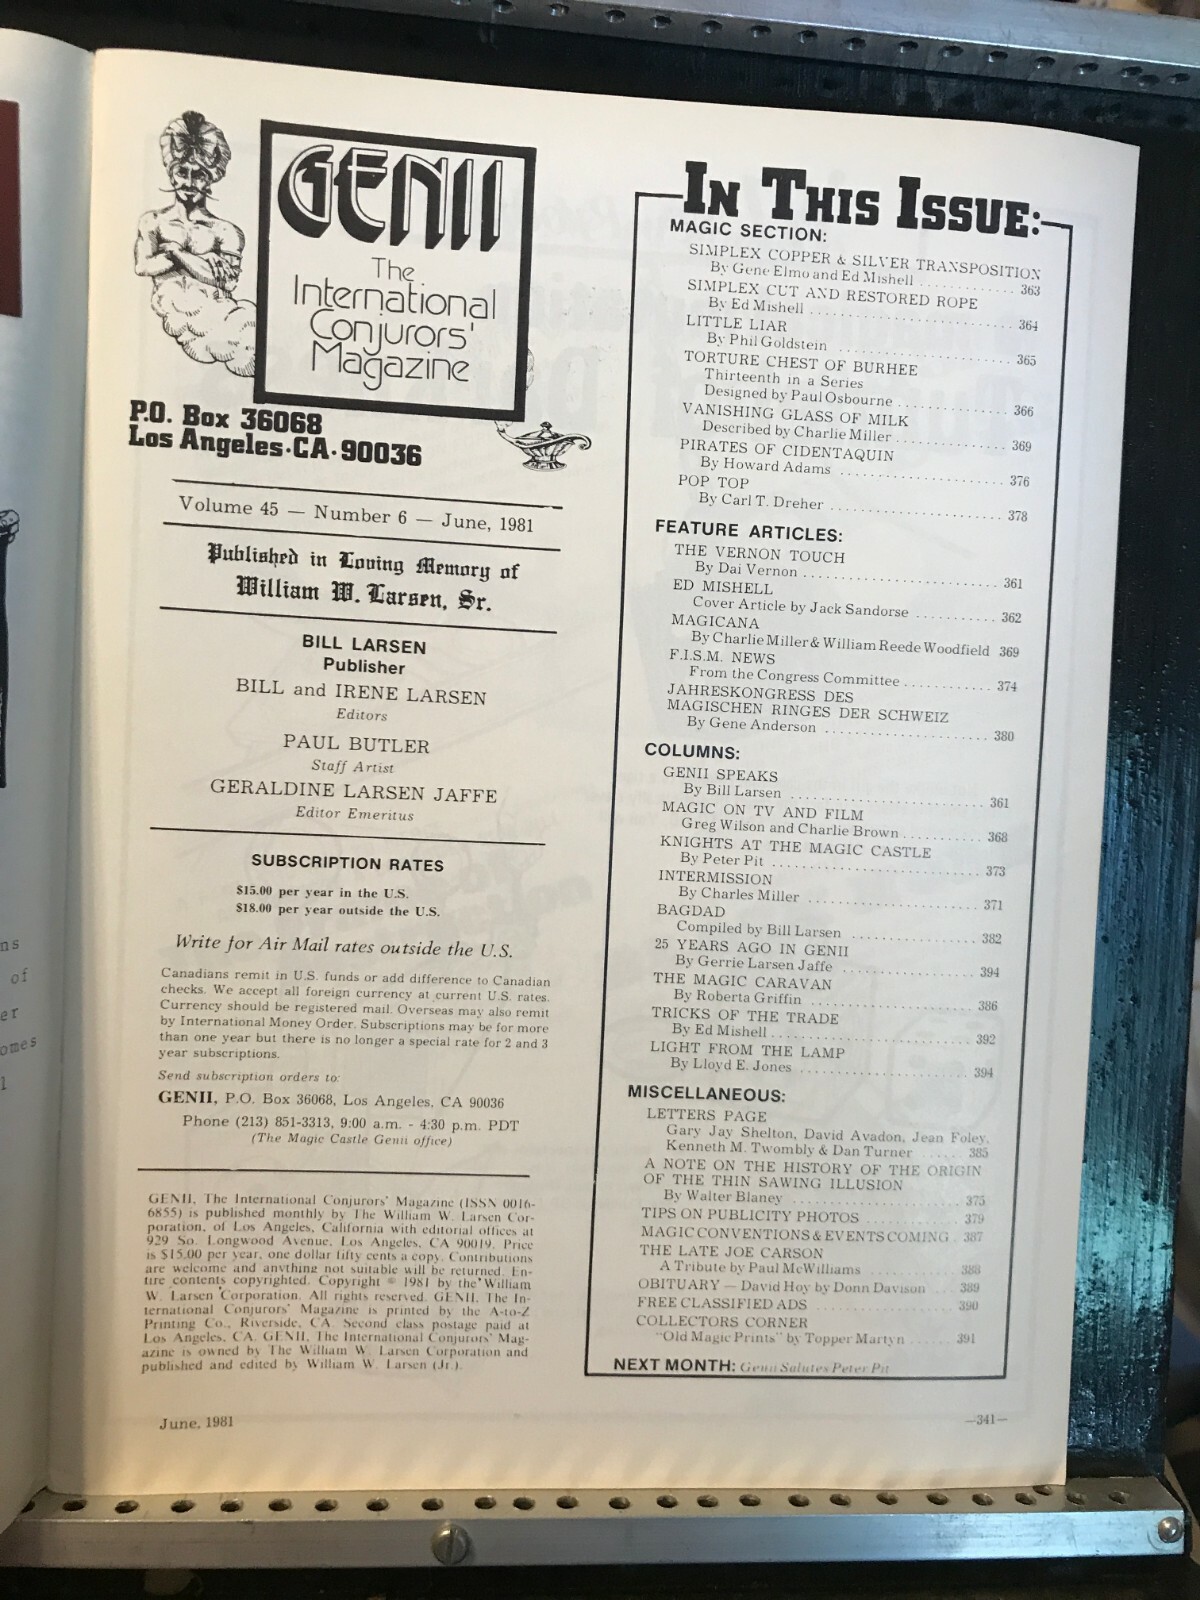 GENII
The
International
Conjurors'
Magazine
P.O. Box 36068
Los Angeles·CA·90036
Volume 45 — Number 6 — June, 1981
Published in Loving Memory of
William W. Larsen, Sr.
BILL LARSEN
Publisher
BILL and IRENE LARSEN
Editors
PAUL BUTLER
Staff Artist
GERALDINE LARSEN JAFFE
Editor Emeritus
SUBSCRIPTION RATES
$15.00 per year in the U.S.
$18.00 per year outside the U.S.
Write for Air Mail rates outside the U.S.
Canadians remit in U.S. funds or add difference to Canadian
checks. We accept all foreign currency at current U.S. rates.
Currency should be registered mail. Overseas may also remit
by International Money Order. Subscriptions may be for more
than one year but there is no longer a special rate for 2 and 3
year subscriptions.
Send subscription orders to:
GENII, P.O. Box 36068, Los Angeles, CA 90036
Phone (213) 851-3313, 9:00 a.m. - 4:30 p.m. PDT
(The Magic Castle Genii office)
GENII, The International Conjurors' Magazine (ISSN 0016-
6855) is published monthly by The William W. Larsen Cor-
poration, of Los Angeles, California with editorial offices at
929 So. Longwood Avenue, Los Angeles, CA 90019. Price
is $15.00 per year, one dollar fifty cents a copy. Contributions
are welcome and anything not suitable will be returned. En-
tire contents copyrighted. Copyright © 1981 by the William
W. Larsen Corporation. All rights reserved. GENII, The In-
ternational Conjurors' Magazine is printed by the A-to-Z
Printing Co., Riverside, CA. Second class postage paid at
Los Angeles, CA. GENII, The International Conjurors' Mag-
azine is owned by The William W. Larsen Corporation and
published and edited by William W. Larsen (Jr.).
June, 1981
IN THIS ISSUE:
MAGIC SECTION:
SIMPLEX COPPER & SILVER TRANSPOSITION
By Gene Elmo and Ed Mishell ............ 363
SIMPLEX CUT AND RESTORED ROPE
By Ed Mishell ............ 364
LITTLE LIAR
By Phil Goldstein ............ 365
TORTURE CHEST OF BURHEE
Thirteenth in a Series
Designed by Paul Osbourne ............ 366
VANISHING GLASS OF MILK
Described by Charlie Miller ............ 369
PIRATES OF CIDENTAQUIN
By Howard Adams ............ 376
POP TOP
By Carl T. Dreher ............ 378
FEATURE ARTICLES:
THE VERNON TOUCH
By Dai Vernon ............ 361
ED MISHELL
Cover Article by Jack Sandorse ............ 362
MAGICANA
By Charlie Miller & William Reede Woodfield 369
F.I.S.M. NEWS
From the Congress Committee ............ 374
JAHRESKONGRESS DES
MAGISCHEN RINGES DER SCHWEIZ
By Gene Anderson ............ 380
COLUMNS:
GENII SPEAKS
By Bill Larsen ............ 361
MAGIC ON TV AND FILM
Greg Wilson and Charlie Brown ............ 368
KNIGHTS AT THE MAGIC CASTLE
By Peter Pit ............ 373
INTERMISSION
By Charles Miller ............ 371
BAGDAD
Compiled by Bill Larsen ............ 382
25 YEARS AGO IN GENII
By Gerrie Larsen Jaffe ............ 394
THE MAGIC CARAVAN
By Roberta Griffin ............ 386
TRICKS OF THE TRADE
By Ed Mishell ............ 392
LIGHT FROM THE LAMP
By Lloyd E. Jones ............ 394
MISCELLANEOUS:
LETTERS PAGE
Gary Jay Shelton, David Avadon, Jean Foley,
Kenneth M. Twombly & Dan Turner ...... 385
A NOTE ON THE HISTORY OF THE ORIGIN
OF THE THIN SAWING ILLUSION
By Walter Blaney ............ 375
TIPS ON PUBLICITY PHOTOS ............ 379
MAGIC CONVENTIONS & EVENTS COMING . 387
THE LATE JOE CARSON
A Tribute by Paul McWilliams ............ 388
OBITUARY — David Hoy by Donn Davison ..... 389
FREE CLASSIFIED ADS ............ 390
COLLECTORS CORNER
"Old Magic Prints" by Topper Martyn ...... 391
NEXT MONTH: Genii Salutes Peter Pit
—341—
ns
of
er
omes
l